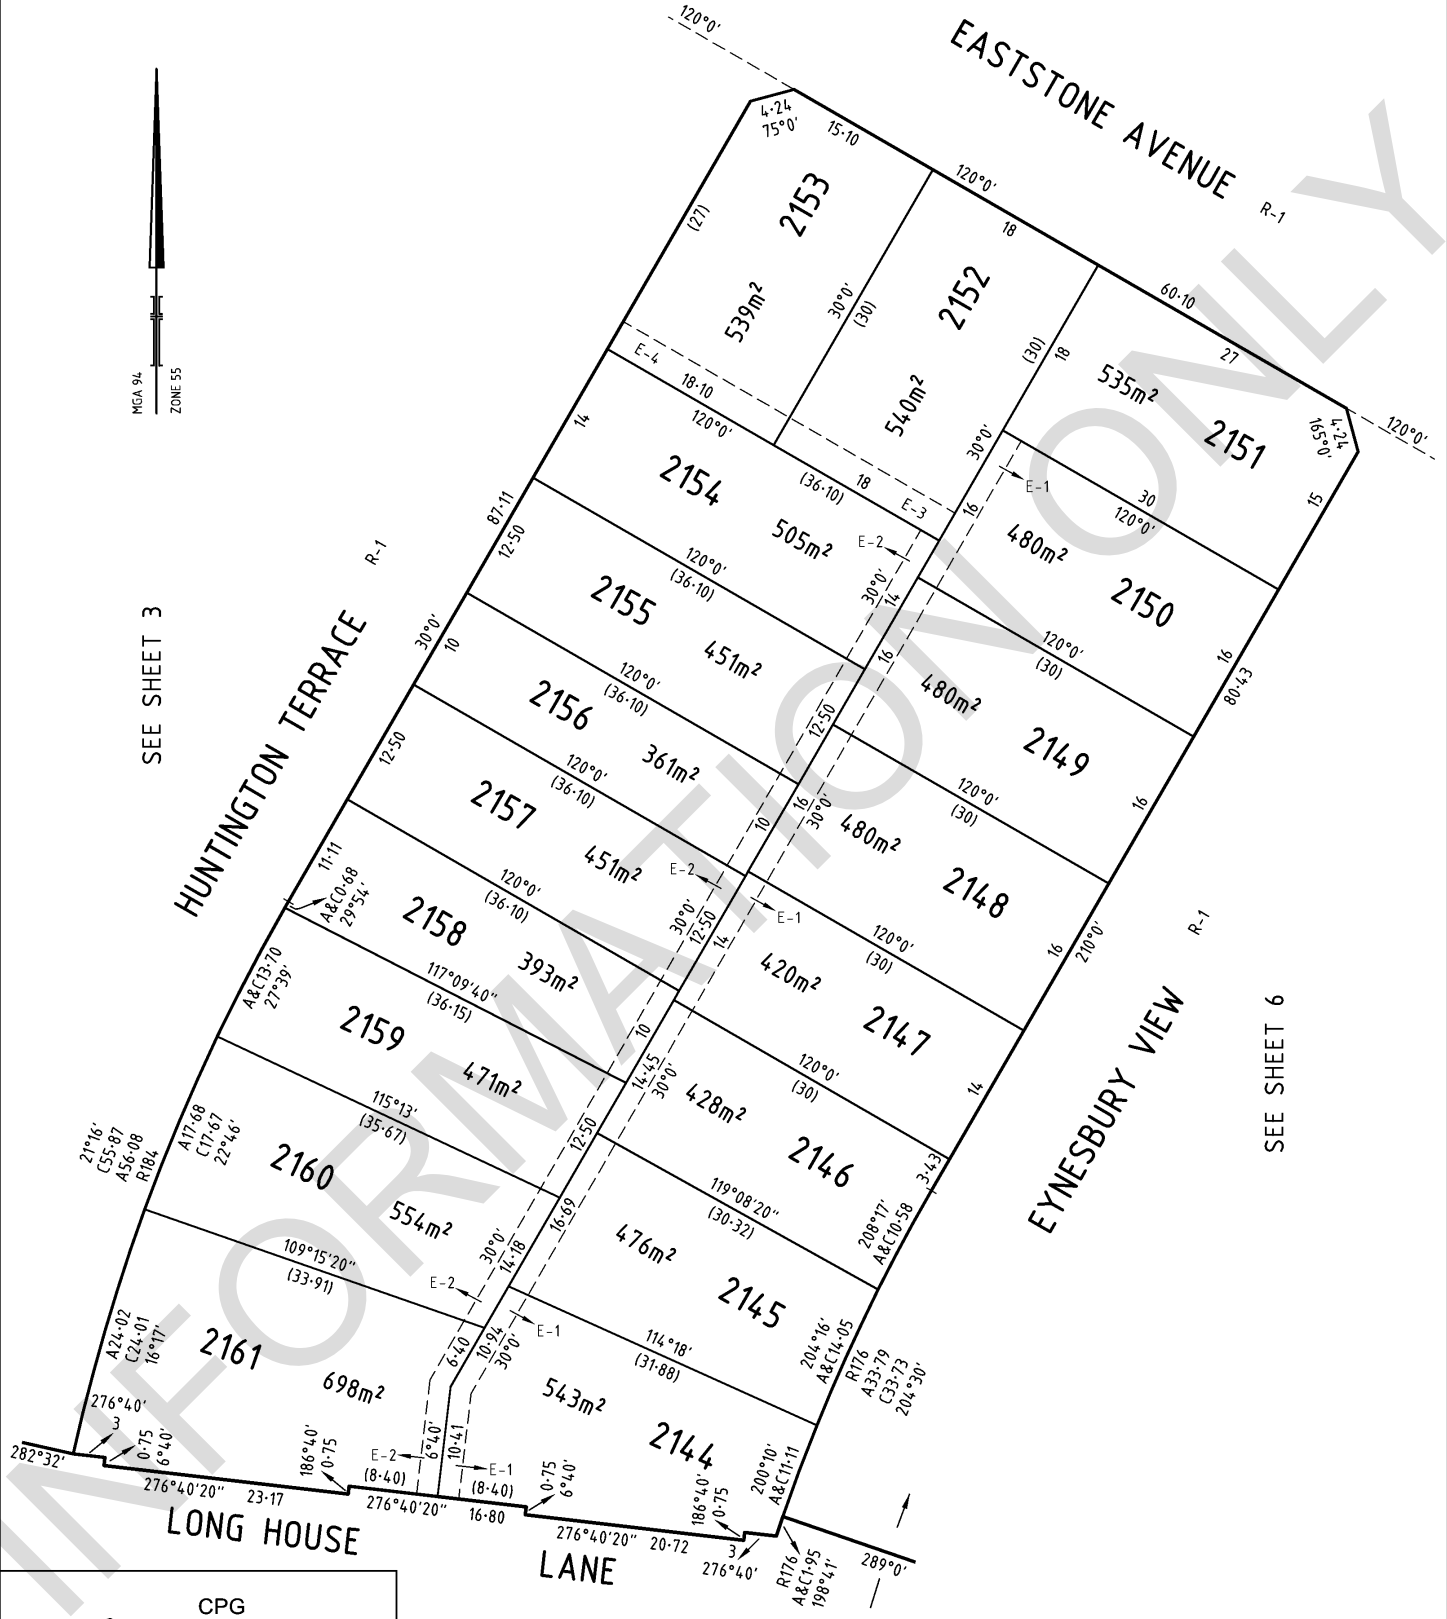 120°0'
EASTSTONE AVENUE
R-1
4·24
75°0'
15·10
120°0'
18
60·10
27
4·24
165°0'
120°0'
MGA 94
ZONE 55
2153
539m²
(27)
30°0'
(30)
2152
540m²
(30)
18
30°0'
535m²
2151
15
E-4
18·10
120°0'
18
(36·10)
E-3
16
E-1
30
120°0'
14
2154
505m²
E-2
30°0'
14
480m²
2150
16
80·43
87·11
12·50
120°0'
(36·10)
2155
451m²
16
120°0'
(30)
480m²
2149
16
SEE SHEET 3
HUNTINGTON TERRACE
R-1
30°0'
10
120°0'
(36·10)
2156
361m²
12·50
16
30°0'
120°0'
(30)
480m²
2148
16
210°0'
R-1
12·50
120°0'
(36·10)
2157
451m²
10
E-2
E-1
120°0'
(30)
420m²
2147
14
11·11
A&C0·68
29°54'
120°0'
(36·10)
2158
393m²
30°0'
12·50
14
120°0'
(30)
428m²
2146
3·43
EYNESBURY VIEW
SEE SHEET 6
A&C13·70
27°39'
117°09'40"
(36·15)
2159
471m²
10
14·45
30°0'
119°08'20"
(30·32)
208°17'
A&C10·58
21°16'
C55·87
A56·08
R184
A17·68
C17·67
22°46'
115°13'
(35·67)
2160
554m²
12·50
16·69
476m²
2145
204°16'
A&C14·05
R176
A33·79
C33·73
204°30'
109°15'20"
(33·91)
30°0'
14·18
E-2
E-1
114°18'
(31·88)
A24·02
C24·01
16°17'
2161
698m²
6·40
10·94
30°0'
543m²
2144
200°10'
A&C11·11
276°40'
3
0·75
6°40'
186°40'
0·75
6°40'
10·41
E-2
(8·40)
E-1
(8·40)
0·75
6°40'
186°40'
0·75
282°32'
276°40'20" 23·17
276°40'20"
16·80
276°40'20" 20·72
3
276°40'
R176
A&C1·95
198°41'
289°0'
LONG HOUSE
LANE
INFORMATION ONLY
CPG